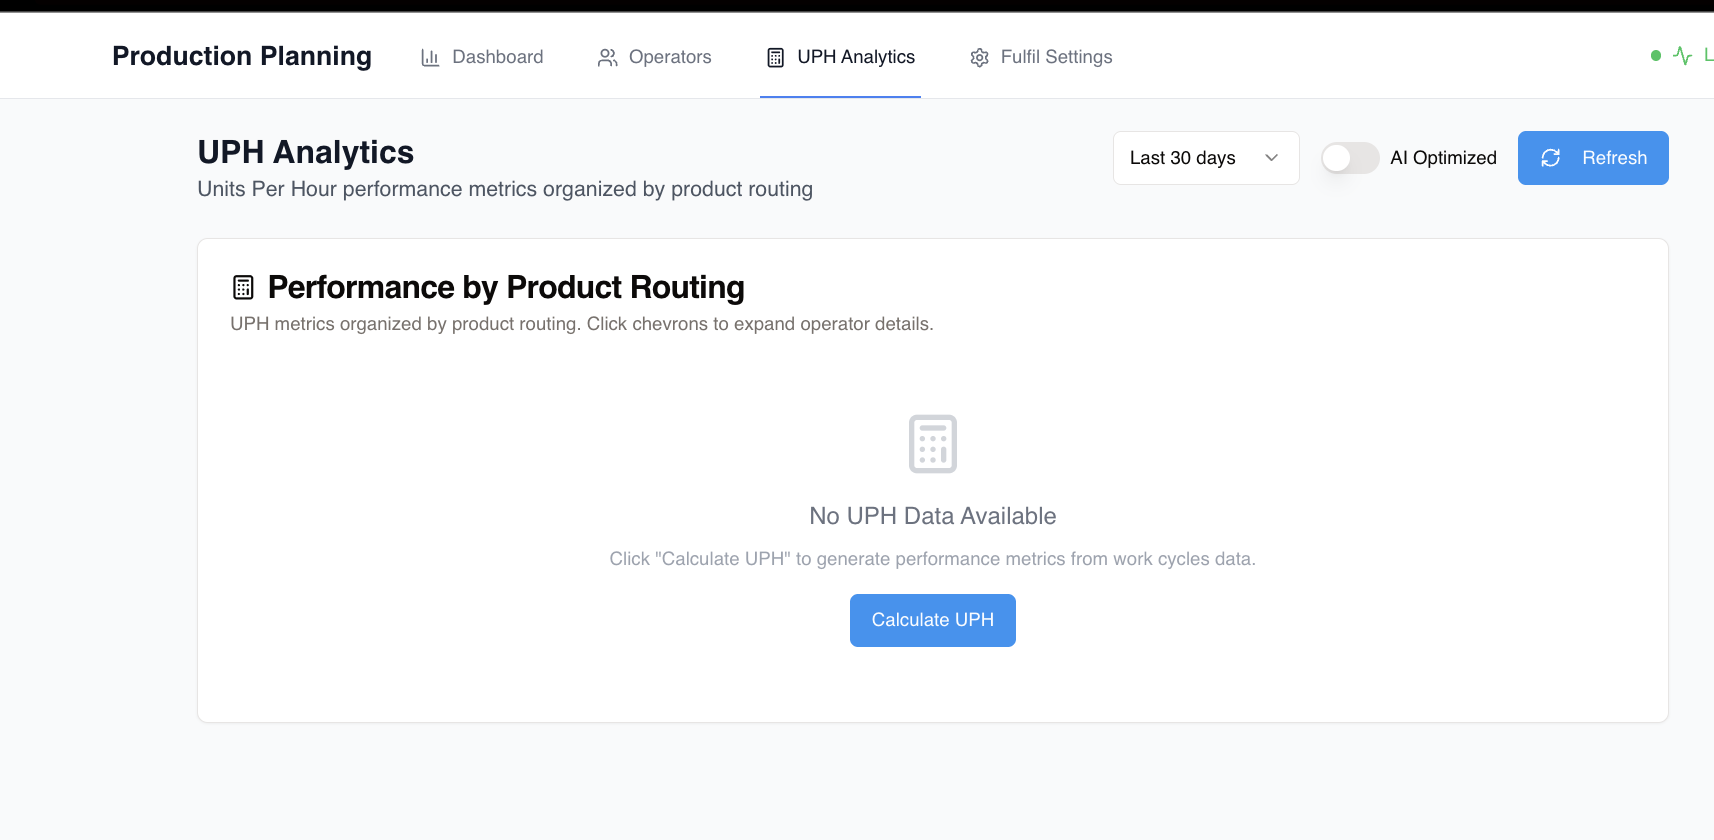 Production Planning
Dashboard
Operators
UPH Analytics
Fulfil Settings
UPH Analytics
Units Per Hour performance metrics organized by product routing
Last 30 days
AI Optimized
Refresh
Performance by Product Routing
UPH metrics organized by product routing. Click chevrons to expand operator details.
No UPH Data Available
Click "Calculate UPH" to generate performance metrics from work cycles data.
Calculate UPH